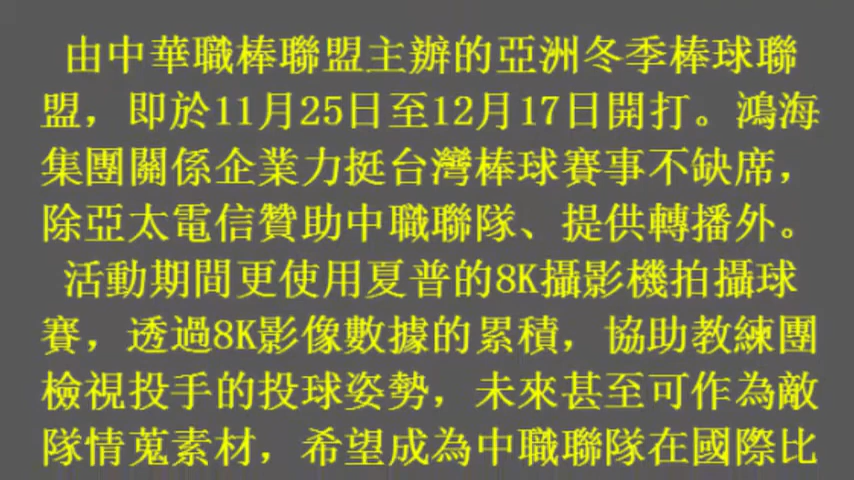 由中華職棒聯盟主辦的亞洲冬季棒球聯
盟，即於11月25日至12月17日開打。鴻海
集團關係企業力挺台灣棒球賽事不缺席，
除亞太電信贊助中職聯隊、提供轉播外。
活動期間更使用夏普的8K攝影機拍攝球
賽，透過8K影像數據的累積，協助教練團
檢視投手的投球姿勢，未來甚至可作為敵
隊情蒐素材，希望成為中職聯隊在國際比